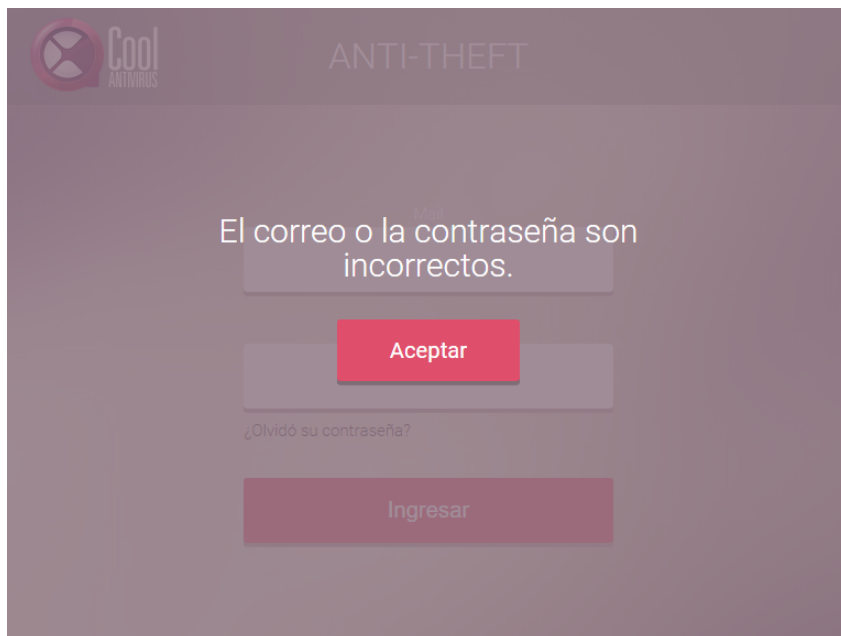 Cool
ANTIVIRUS
ANTI-THEFT
Mail
El correo o la contraseña son
incorrectos.
Aceptar
¿Olvidó su contraseña?
Ingresar